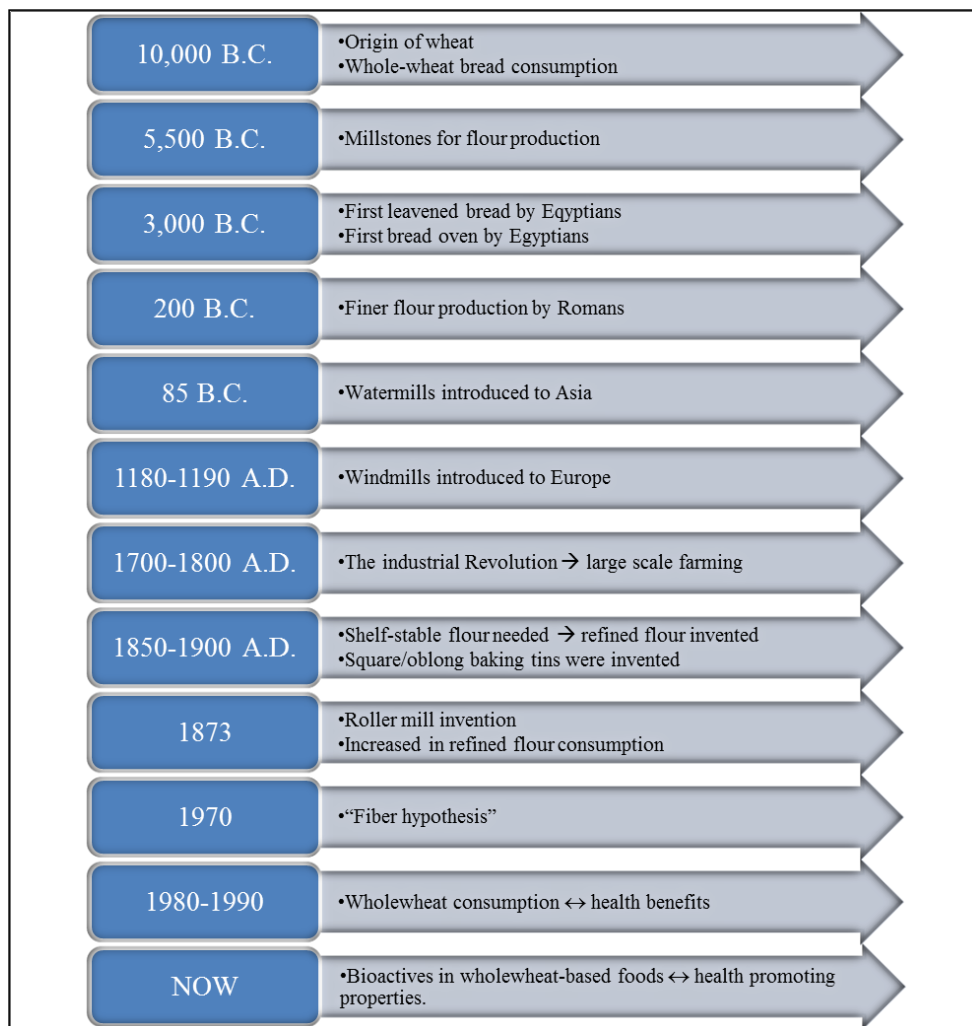 10,000 B.C.
•Origin of wheat
•Whole-wheat bread consumption
5,500 B.C.
•Millstones for flour production
3,000 B.C.
•First leavened bread by Eqyptians
•First bread oven by Egyptians
200 B.C.
•Finer flour production by Romans
85 B.C.
•Watermills introduced to Asia
1180-1190 A.D.
•Windmills introduced to Europe
1700-1800 A.D.
•The industrial Revolution → large scale farming
1850-1900 A.D.
•Shelf-stable flour needed → refined flour invented
•Square/oblong baking tins were invented
1873
•Roller mill invention
•Increased in refined flour consumption
1970
•“Fiber hypothesis”
1980-1990
•Wholewheat consumption ↔ health benefits
NOW
•Bioactives in wholewheat-based foods ↔ health promoting
properties.